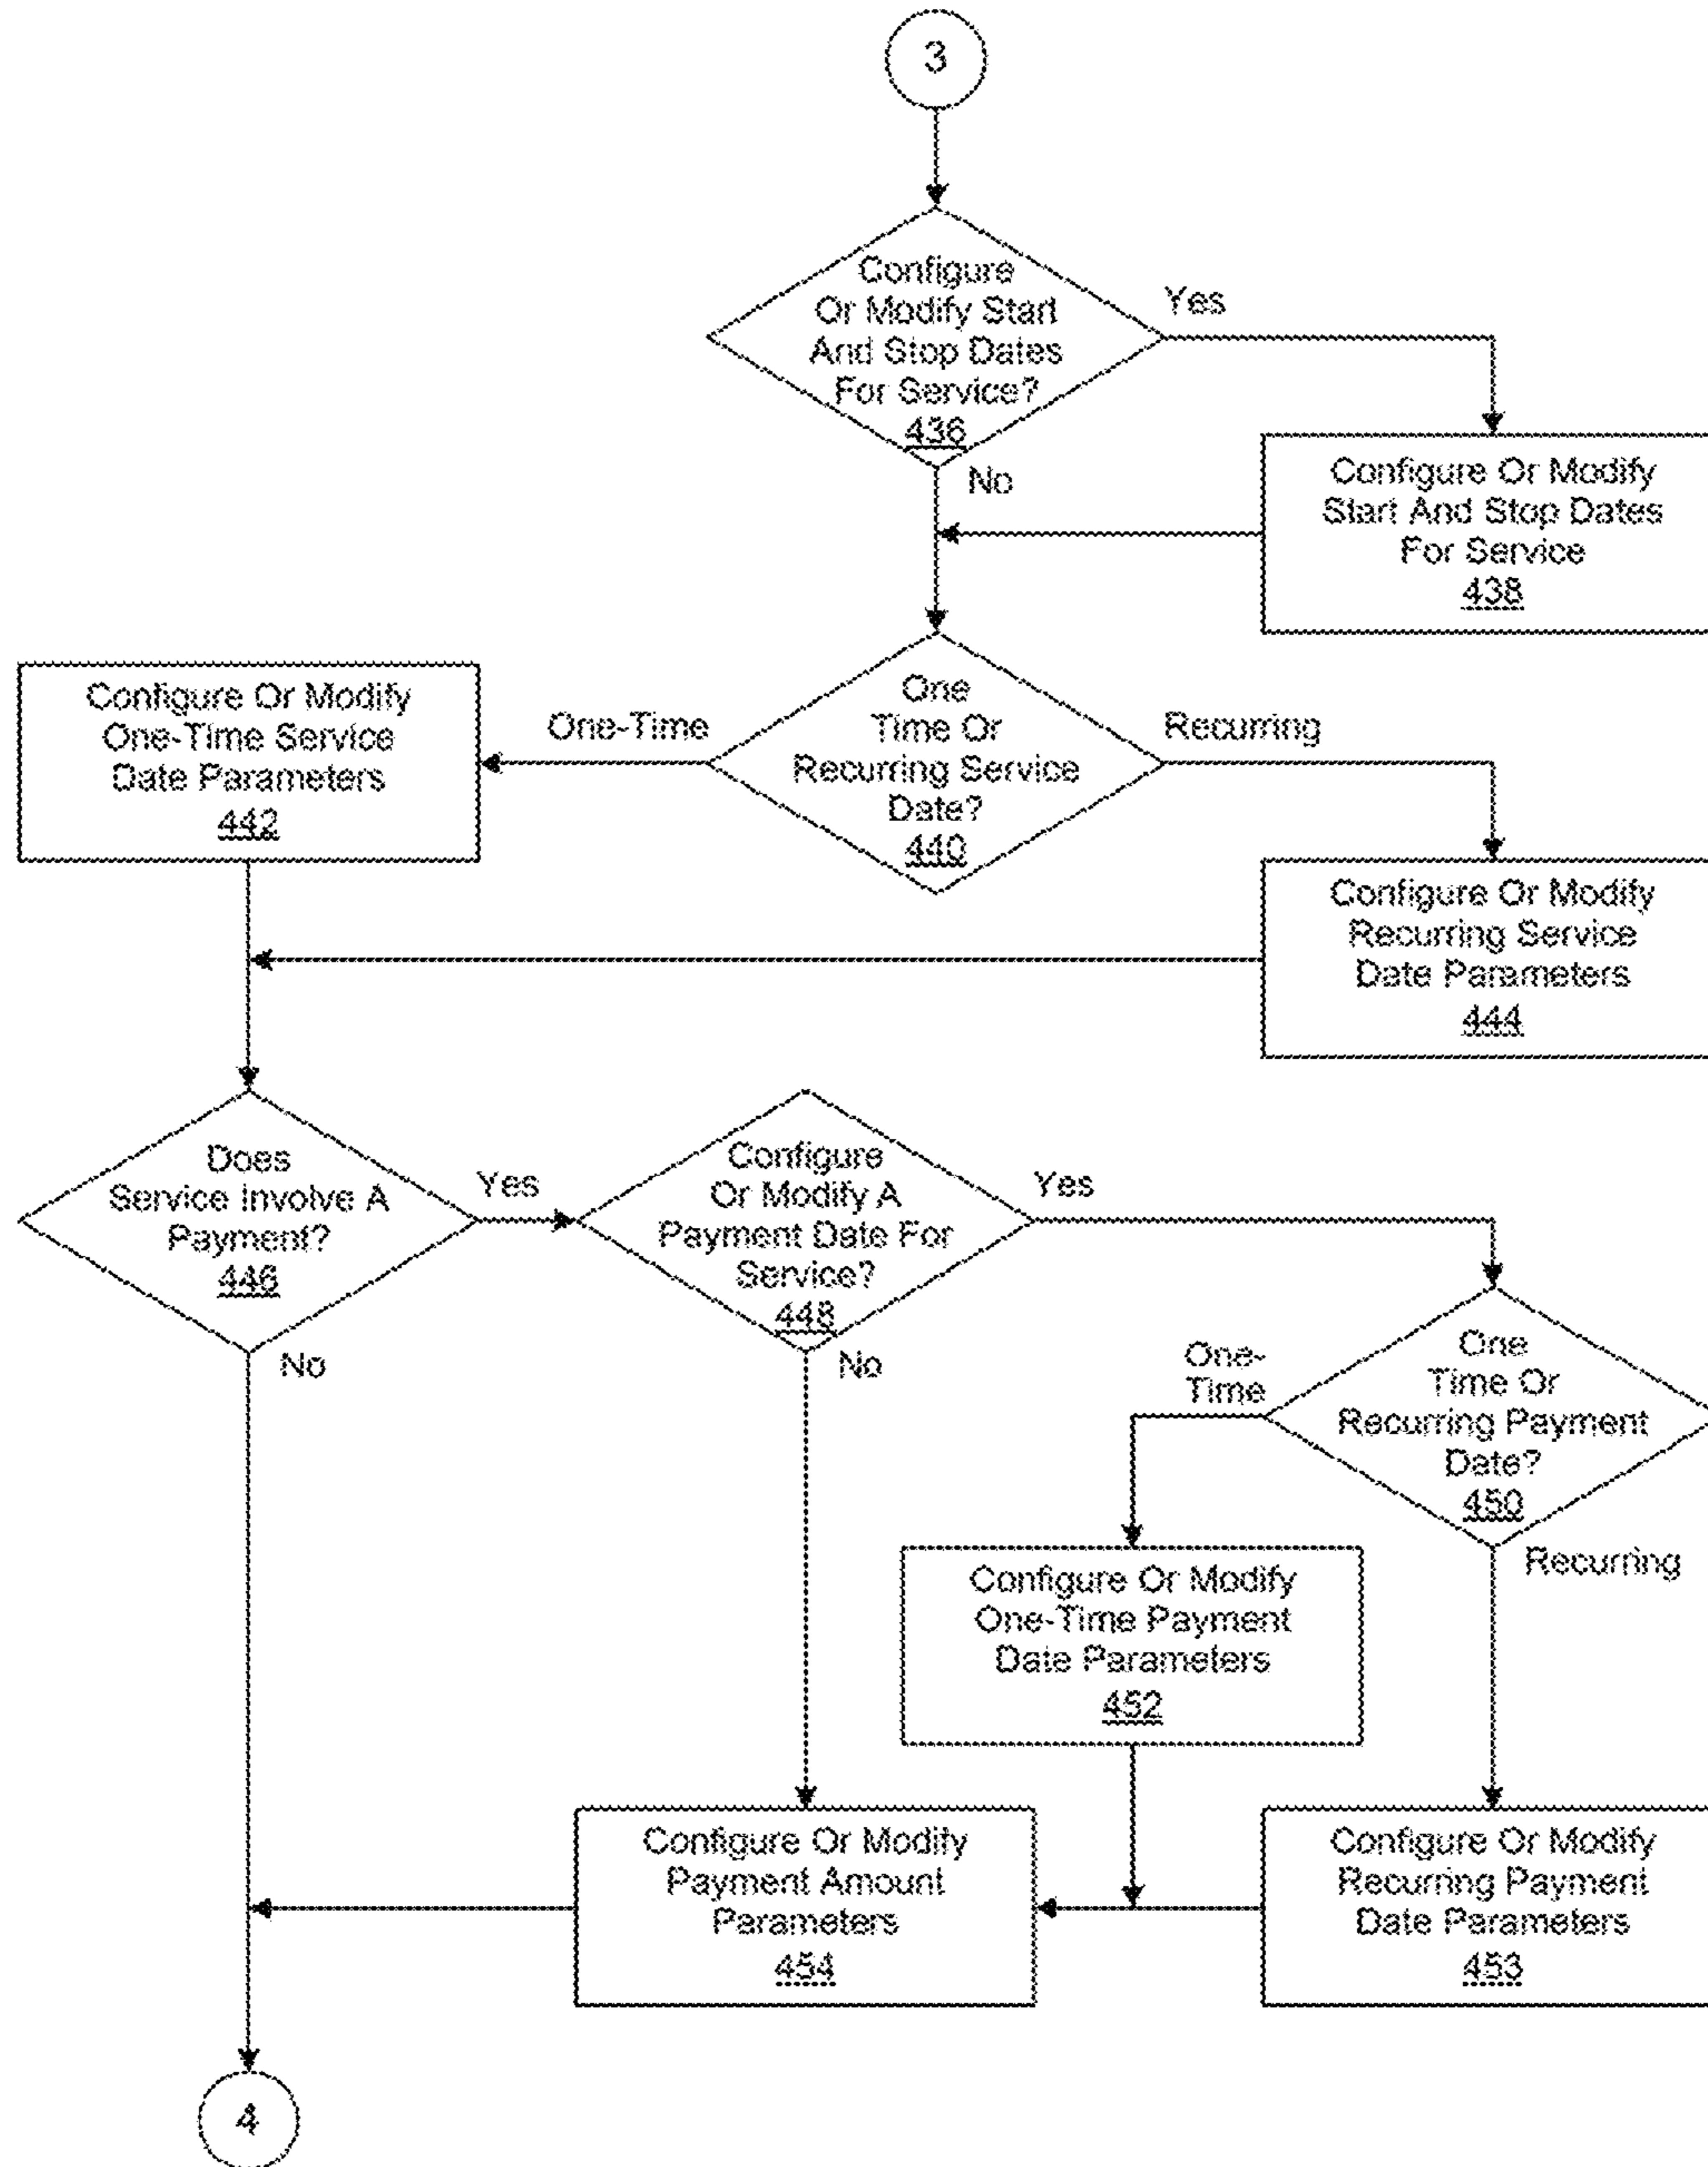 3
Configure
Or Modify Start
And Stop Dates
For Service?
436
Yes
No
Configure Or Modify
Start And Stop Dates
For Service
438
One
Time Or
Recurring Service
Date?
440
One-Time
Recurring
Configure Or Modify
One-Time Service
Date Parameters
442
Configure Or Modify
Recurring Service
Date Parameters
444
Does
Service Involve A
Payment?
446
Yes
No
Configure
Or Modify A
Payment Date For
Service?
448
Yes
No
One
Time Or
Recurring Payment
Date?
450
One-
Time
Recurring
Configure Or Modify
One-Time Payment
Date Parameters
452
Configure Or Modify
Payment Amount
Parameters
454
Configure Or Modify
Recurring Payment
Date Parameters
453
4